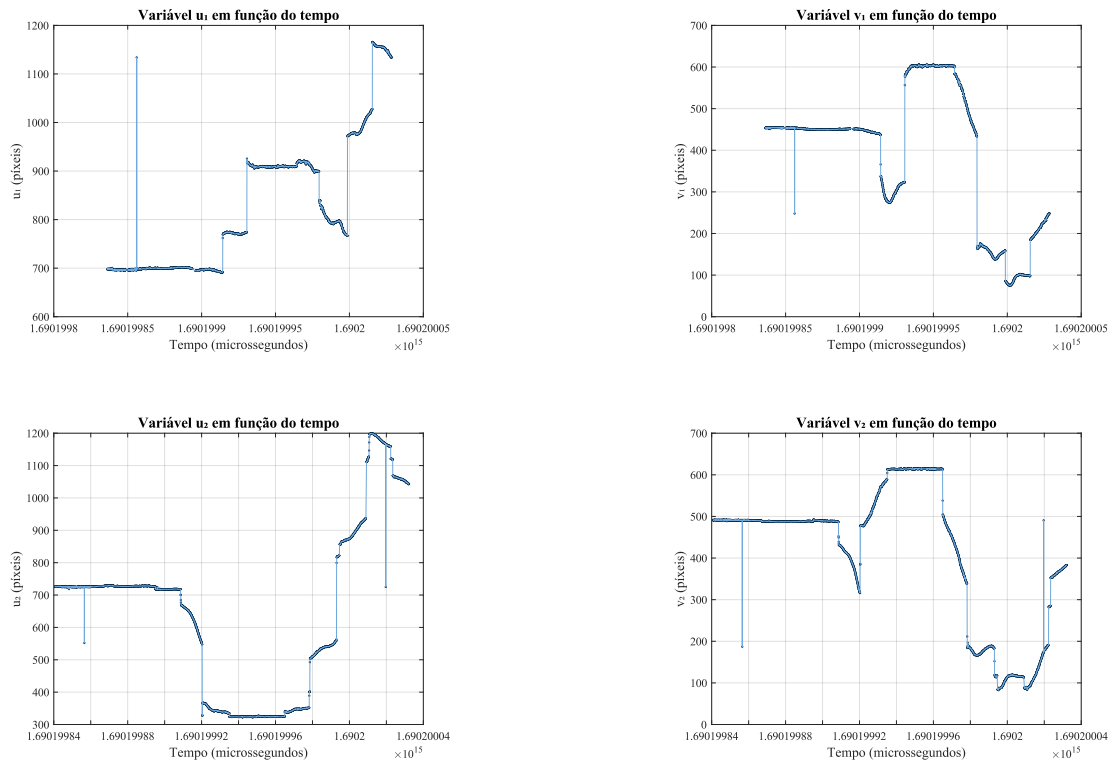 Variável u₁ em função do tempo
1200
1100
1000
900
800
700
600
u₁ (píxeis)
1.6901998 1.69019985 1.6901999 1.69019995 1.6902 1.69020005
Tempo (microssegundos)
×10¹⁵
Variável v₁ em função do tempo
700
600
500
400
300
200
100
0
v₁ (píxeis)
1.6901998 1.69019985 1.6901999 1.69019995 1.6902 1.69020005
Tempo (microssegundos)
×10¹⁵
Variável u₂ em função do tempo
1200
1100
1000
900
800
700
600
500
400
300
u₂ (píxeis)
1.69019984 1.69019988 1.69019992 1.69019996 1.6902 1.69020004
Tempo (microssegundos)
×10¹⁵
Variável v₂ em função do tempo
700
600
500
400
300
200
100
0
v₂ (píxeis)
1.69019984 1.69019988 1.69019992 1.69019996 1.6902 1.69020004
Tempo (microssegundos)
×10¹⁵